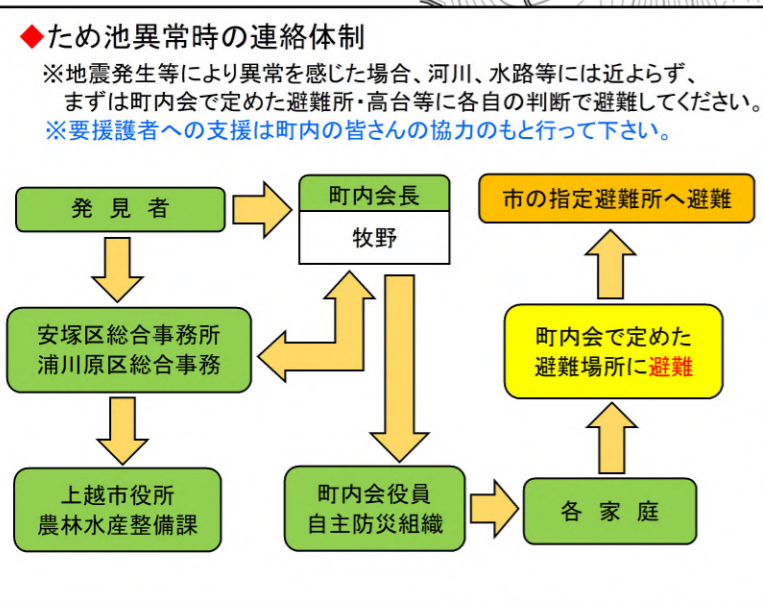 ◆ため池異常時の連絡体制
※地震発生等により異常を感じた場合、河川、水路等には近よらず、
まずは町内会で定めた避難所・高台等に各自の判断で避難してください。
※要援護者への支援は町内の皆さんの協力のもと行って下さい。
発見者
町内会長
牧野
市の指定避難所へ避難
安塚区総合事務所
浦川原区総合事務
町内会で定めた
避難場所に避難
上越市役所
農林水産整備課
町内会役員
自主防災組織
各家庭